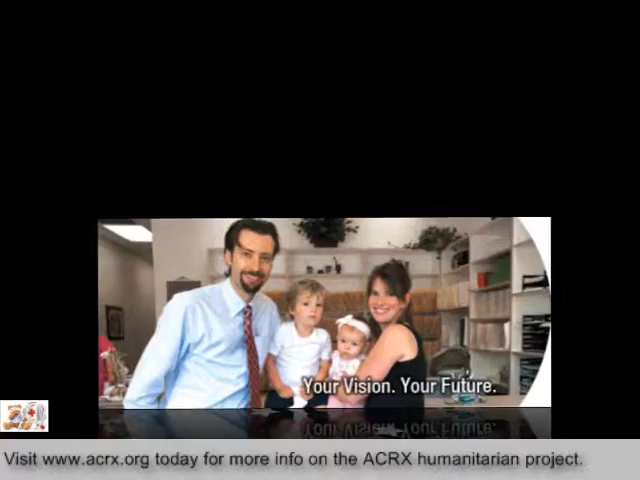 Your Vision. Your Future.
Visit www.acrx.org today for more info on the ACRX humanitarian project.